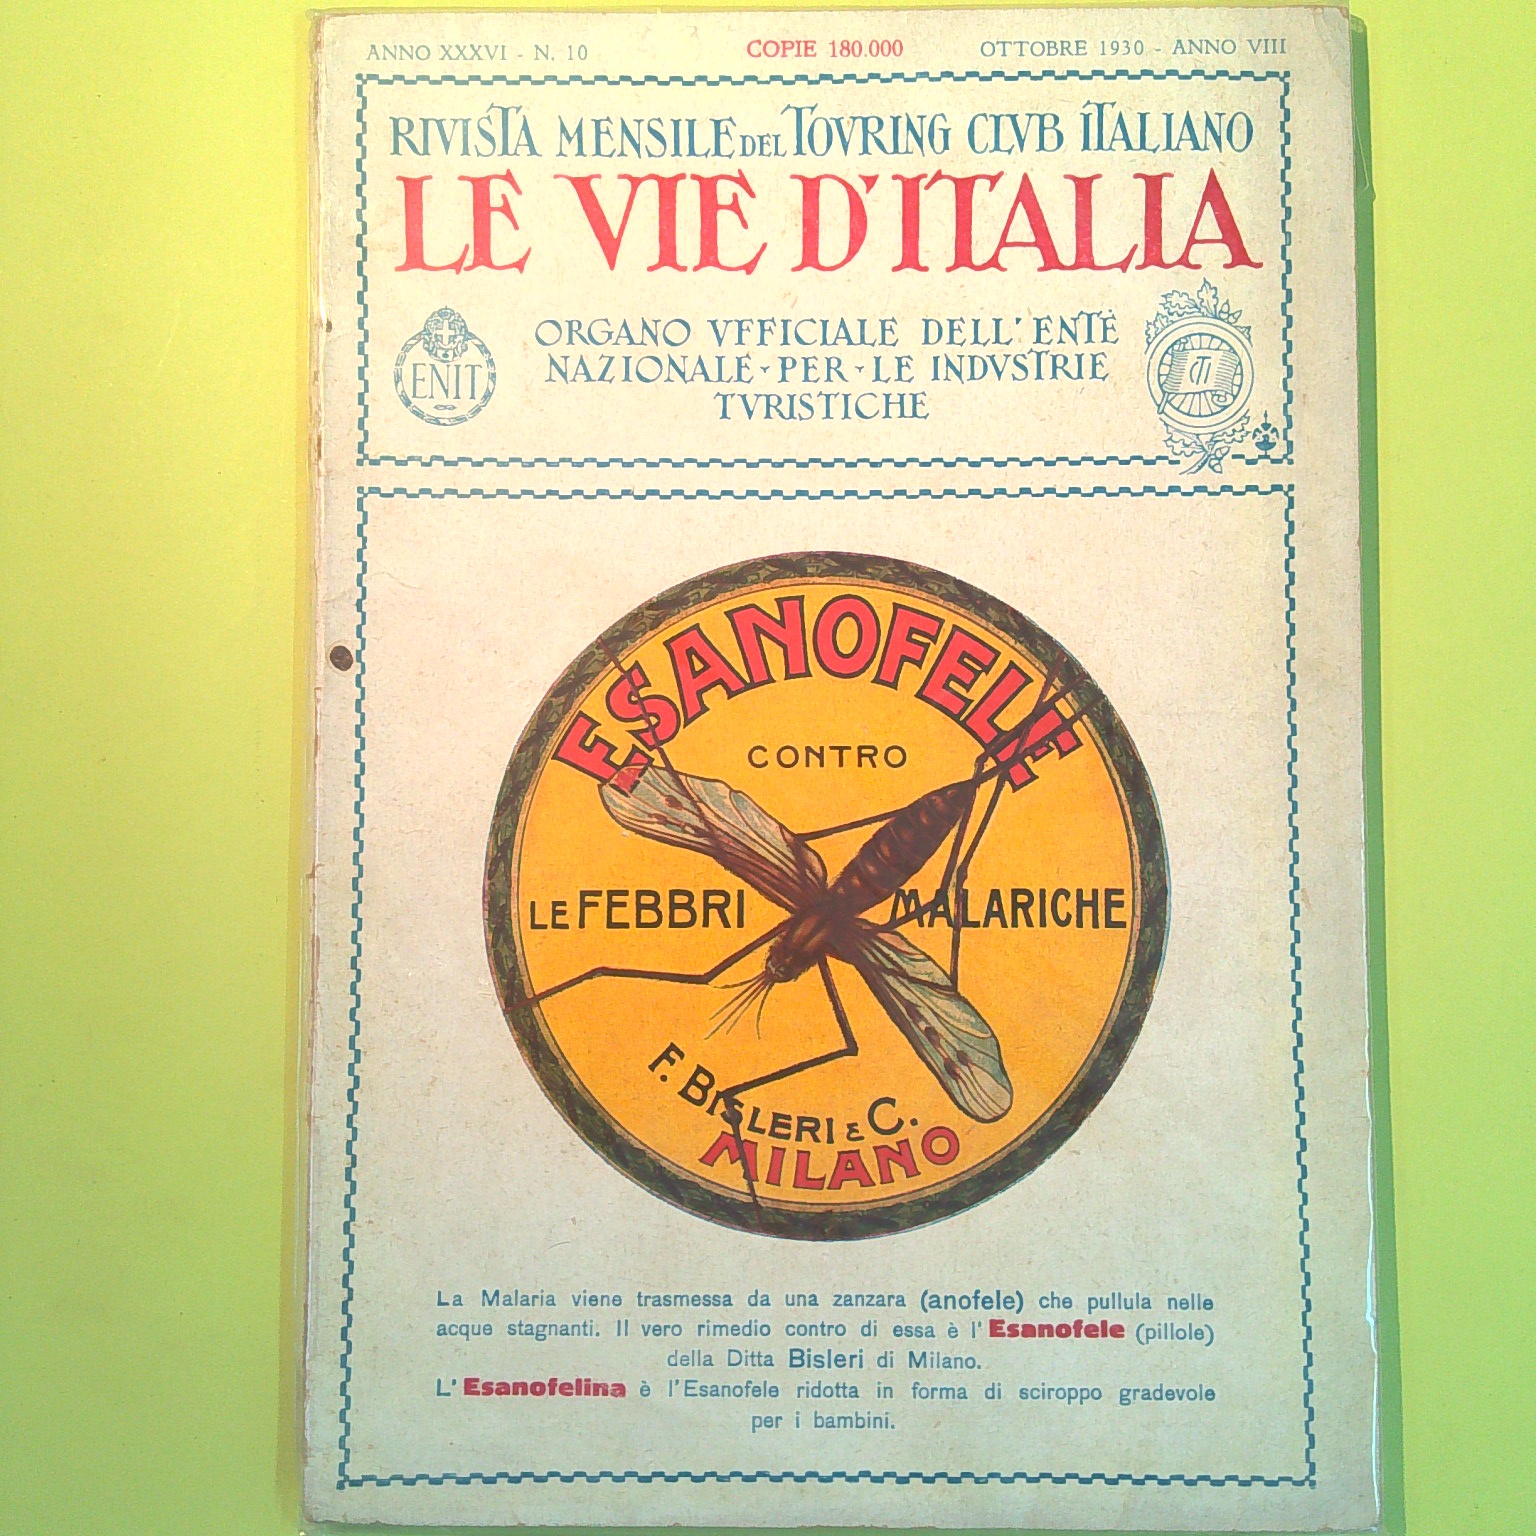 ANNO XXXVI - N. 10 COPIE 180.000 OTTOBRE 1930 - ANNO VIII
RIVISTA MENSILE DEL TOVRING CLVB ITALIANO
LE VIE D'ITALIA
ORGANO VFFICIALE DELL'ENTE
NAZIONALE-PER-LE INDVSTRIE
TVRISTICHE
ENIT
CTI
ESANOFELE
CONTRO
LE FEBBRI MALARICHE
F. BISLERI E C.
MILANO
La Malaria viene trasmessa da una zanzara (anofele) che pullula nelle
acque stagnanti. Il vero rimedio contro di essa è l'Esanofele (pillole)
della Ditta Bisleri di Milano.
L'Esanofelina è l'Esanofele ridotta in forma di sciroppo gradevole
per i bambini.